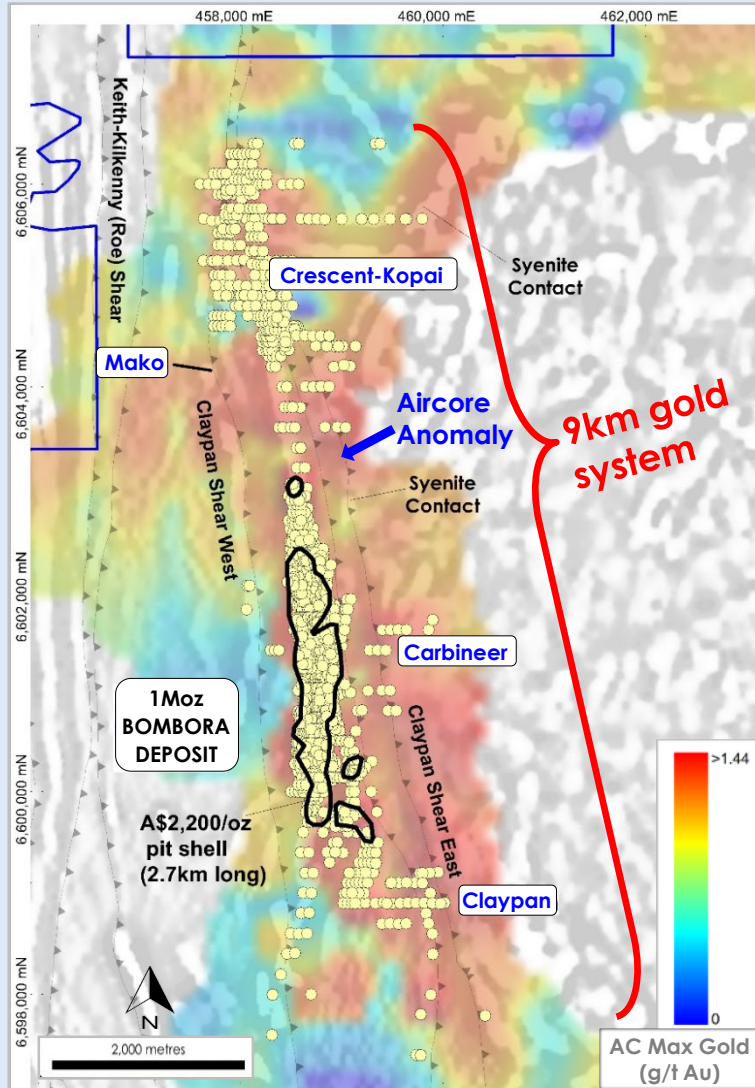 458,000 mE
460,000 mE
462,000 mE
Keith-Kilkenny (Roe) Shear
6,606,000 mN
Syenite
Contact
Crescent-Kopai
Mako
6,604,000 mN
Aircore
Anomaly
9km gold
system
Claypan Shear West
Syenite
Contact
6,602,000 mN
Carbineer
1Moz
BOMBORA
DEPOSIT
Claypan Shear East
>1.44
6,600,000 mN
A$2,200/oz
pit shell
(2.7km long)
Claypan
6,598,000 mN
N
0
2,000 metres
AC Max Gold
(g/t Au)